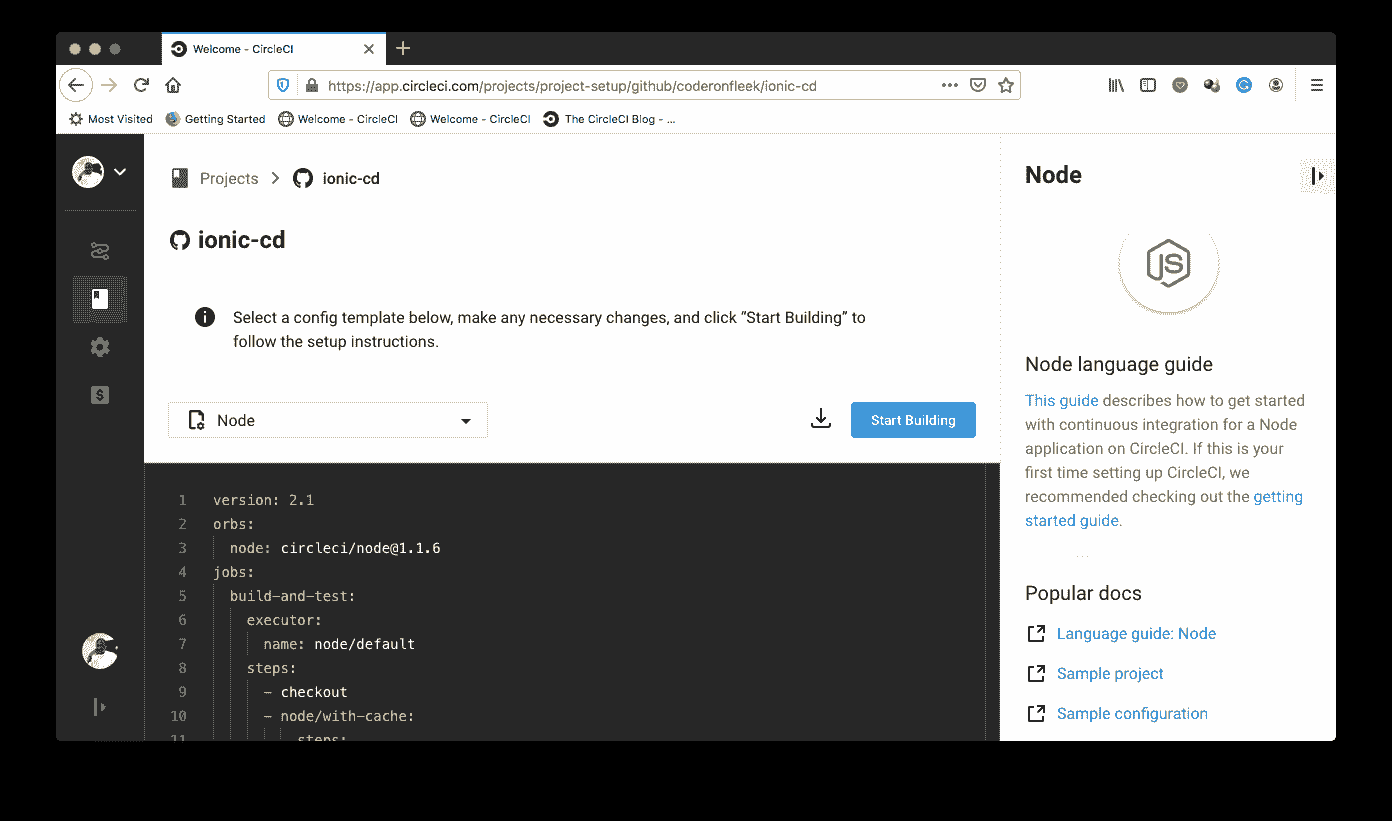 Welcome - CircleCI
https://app.circleci.com/projects/project-setup/github/coderonfleek/ionic-cd
Most Visited
Getting Started
Welcome - CircleCI
Welcome - CircleCI
The CircleCI Blog - ...
Projects
ionic-cd
ionic-cd
Select a config template below, make any necessary changes, and click “Start Building” to
follow the setup instructions.
Node
Start Building
1 version: 2.1
2 orbs:
3 node: circleci/node@1.1.6
4 jobs:
5 build-and-test:
6 executor:
7 name: node/default
8 steps:
9 - checkout
10 - node/with-cache:
11 steps:
Node
JS
Node language guide
This guide describes how to get started
with continuous integration for a Node
application on CircleCI. If this is your
first time setting up CircleCI, we
recommended checking out the getting
started guide.
Popular docs
Language guide: Node
Sample project
Sample configuration